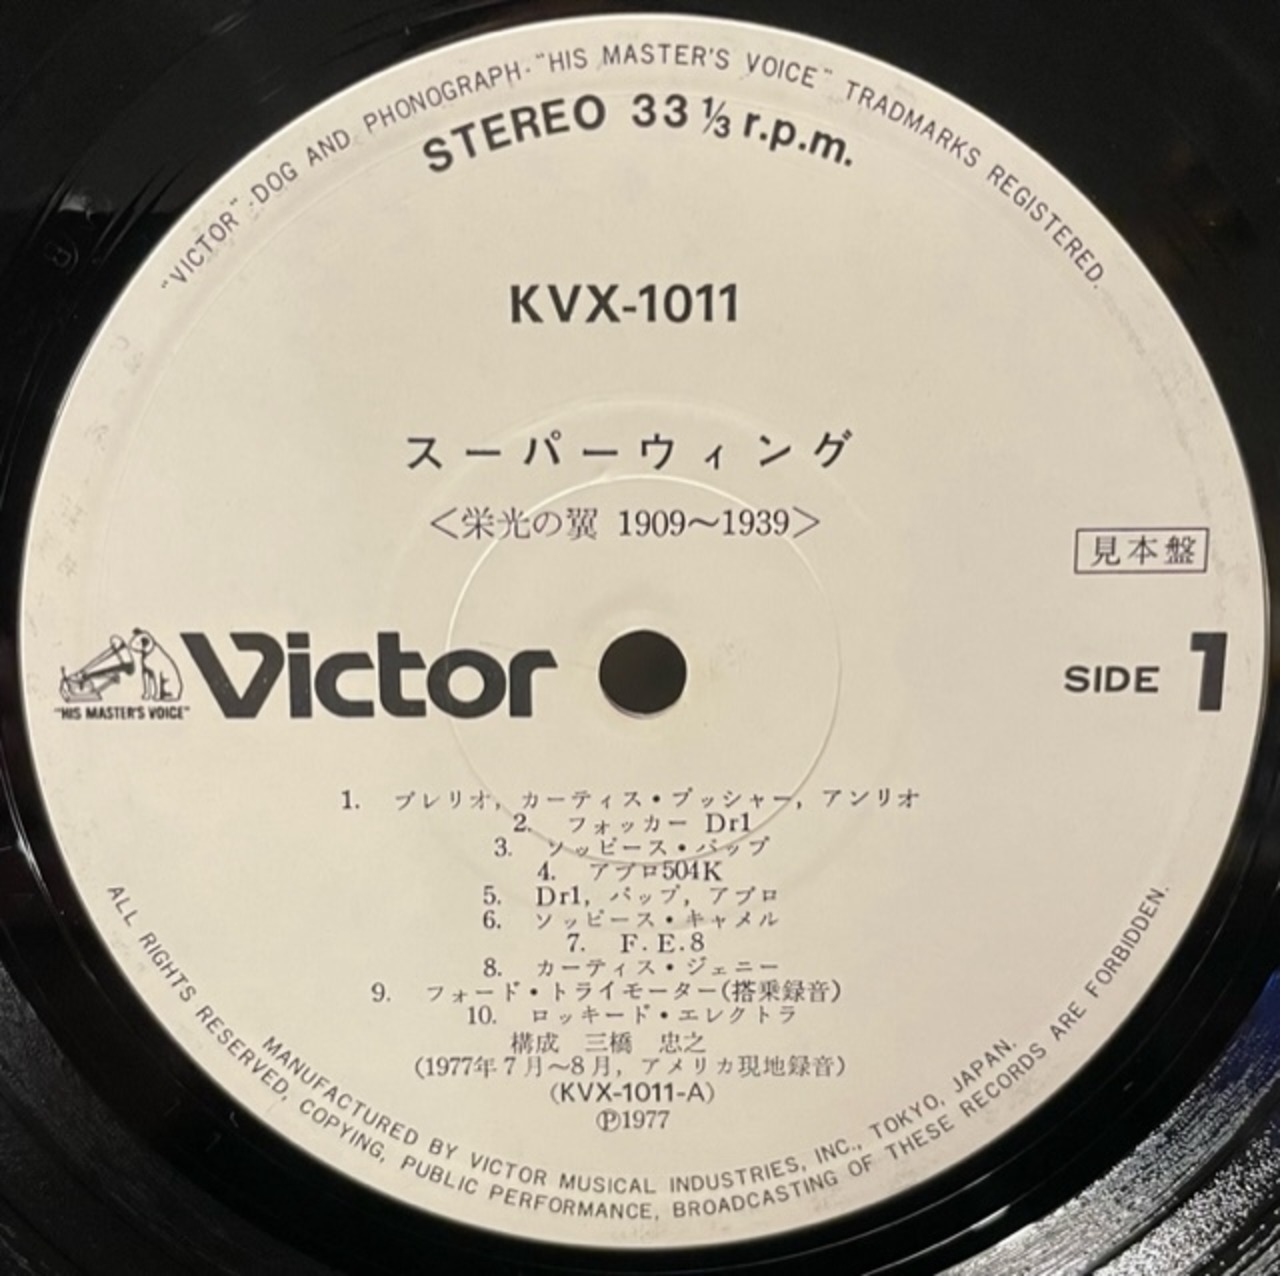 "VICTOR"-DOG AND PHONOGRAPH-"HIS MASTER'S VOICE" TRADMARKS REGISTERED.
STEREO 33 ⅓ r.p.m.
KVX-1011
スーパーウィング
＜栄光の翼 1909〜1939＞
見本盤
"HIS MASTER'S VOICE"
Victor
SIDE 1
1. ブレリオ, カーティス・プッシャー, アンリオ
2. フォッカー Dr1
3. ソッピース・パップ
4. アブロ504K
5. Dr1, パップ, アブロ
6. ソッピース・キャメル
7. F.E.8
8. カーティス・ジェニー
9. フォード・トライモーター(搭乗録音)
10. ロッキード・エレクトラ
構成 三橋 忠之
(1977年7月〜8月, アメリカ現地録音)
(KVX-1011-A)
Ⓟ1977
MANUFACTURED BY VICTOR MUSICAL INDUSTRIES, INC., TOKYO, JAPAN.
ALL RIGHTS RESERVED, COPYING, PUBLIC PERFORMANCE, BROADCASTING OF THESE RECORDS ARE FORBIDDEN.